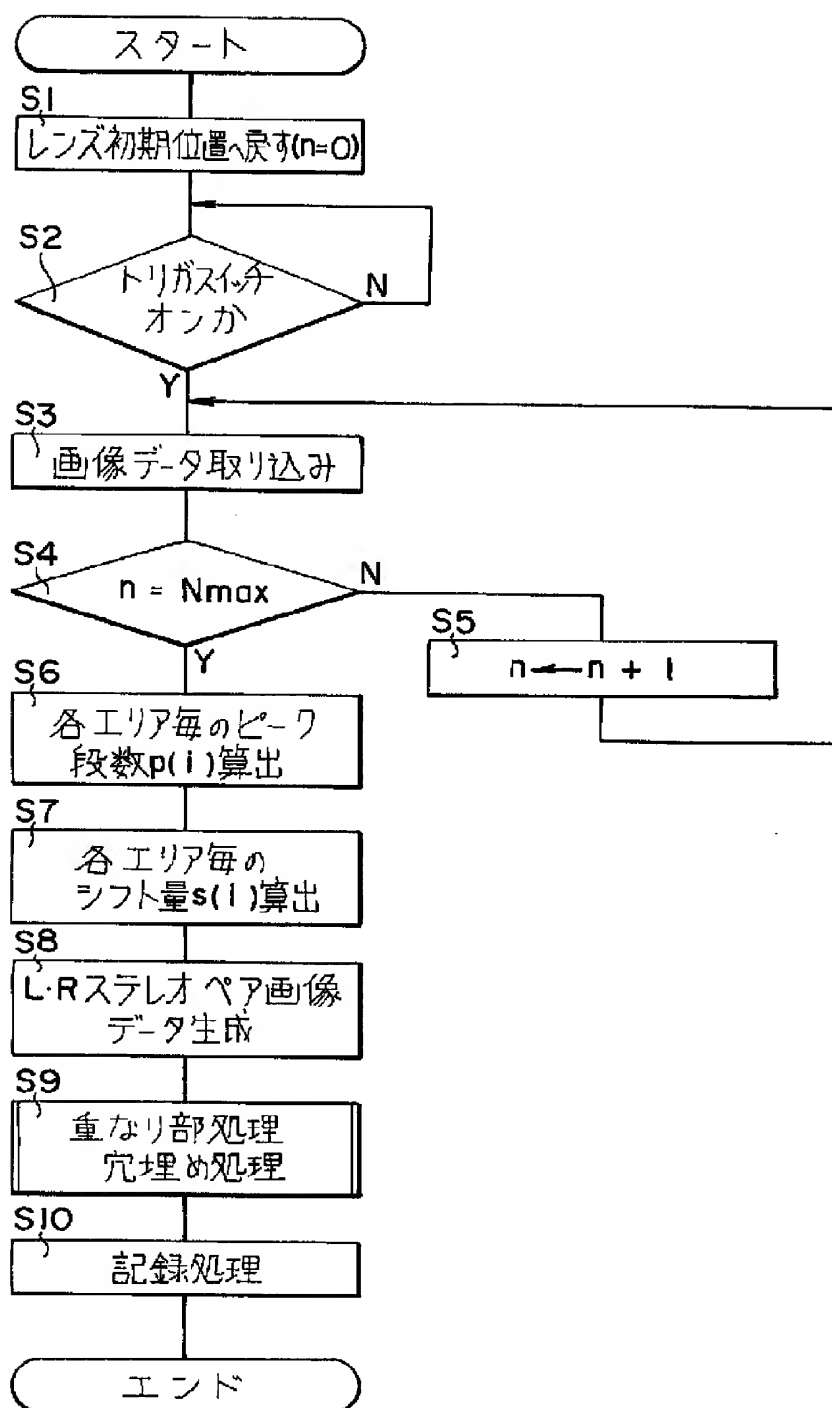 スタート
S1
レンズ初期位置へ戻す(n=0)
S2
トリガスイッチ
オンか
N
Y
S3
画像データ取り込み
S4
n = Nmax
N
Y
S5
n←n + 1
S6
各エリア毎のピーク
段数p(i)算出
S7
各エリア毎の
シフト量s(i)算出
S8
L·Rステレオペア画像
データ生成
S9
重なり部処理
穴埋め処理
S10
記録処理
エンド